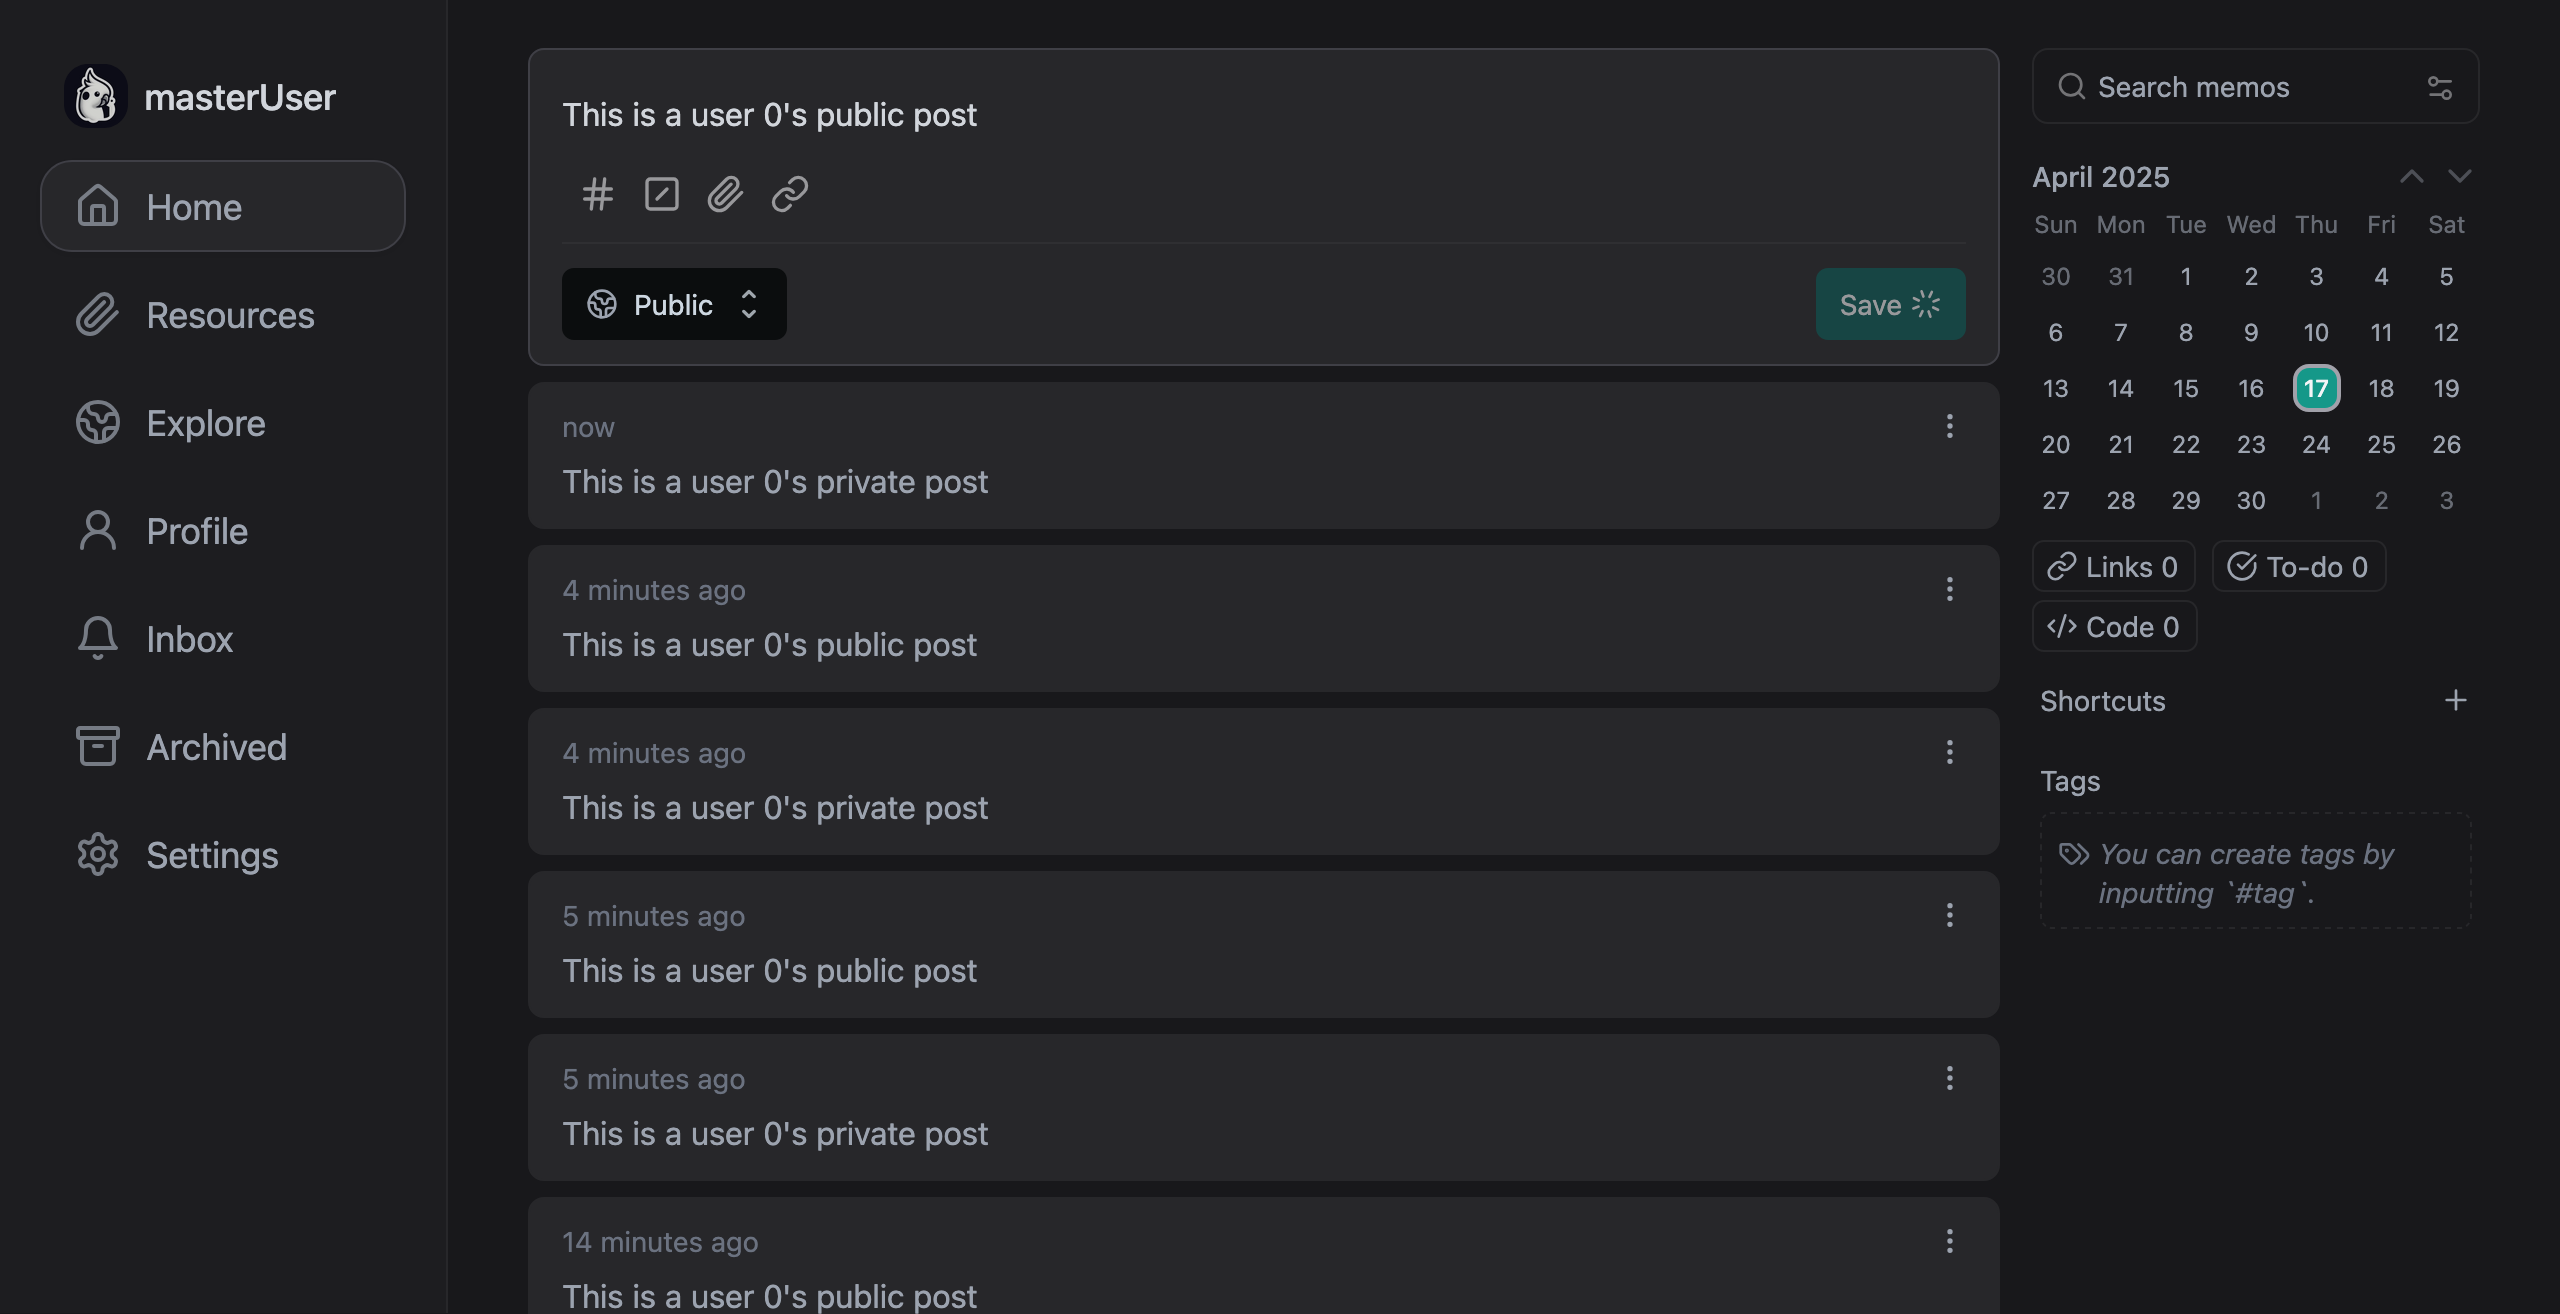 masterUser
Home
Resources
Explore
Profile
Inbox
Archived
Settings
This is a user 0's public post
Public
Save
now
This is a user 0's private post
4 minutes ago
This is a user 0's public post
4 minutes ago
This is a user 0's private post
5 minutes ago
This is a user 0's public post
5 minutes ago
This is a user 0's private post
14 minutes ago
This is a user 0's public post
Search memos
April 2025
Sun Mon Tue Wed Thu Fri Sat
30 31 1 2 3 4 5
6 7 8 9 10 11 12
13 14 15 16 17 18 19
20 21 22 23 24 25 26
27 28 29 30 1 2 3
Links 0 To-do 0
Code 0
Shortcuts
Tags
You can create tags by
inputting `#tag`.